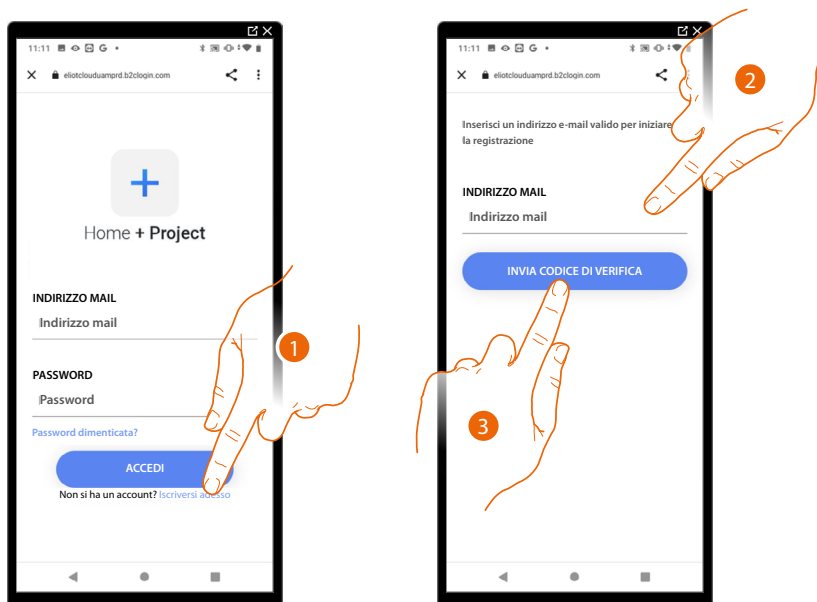 11:11 G
eliotclouduamprd.b2clogin.com
Home + Project
INDIRIZZO MAIL
Indirizzo mail
PASSWORD
Password
Password dimenticata?
ACCEDI
Non si ha un account? Iscriversi adesso
1
11:11 G
eliotclouduamprd.b2clogin.com
Inserisci un indirizzo e-mail valido per iniziare
la registrazione
INDIRIZZO MAIL
Indirizzo mail
INVIA CODICE DI VERIFICA
2
3